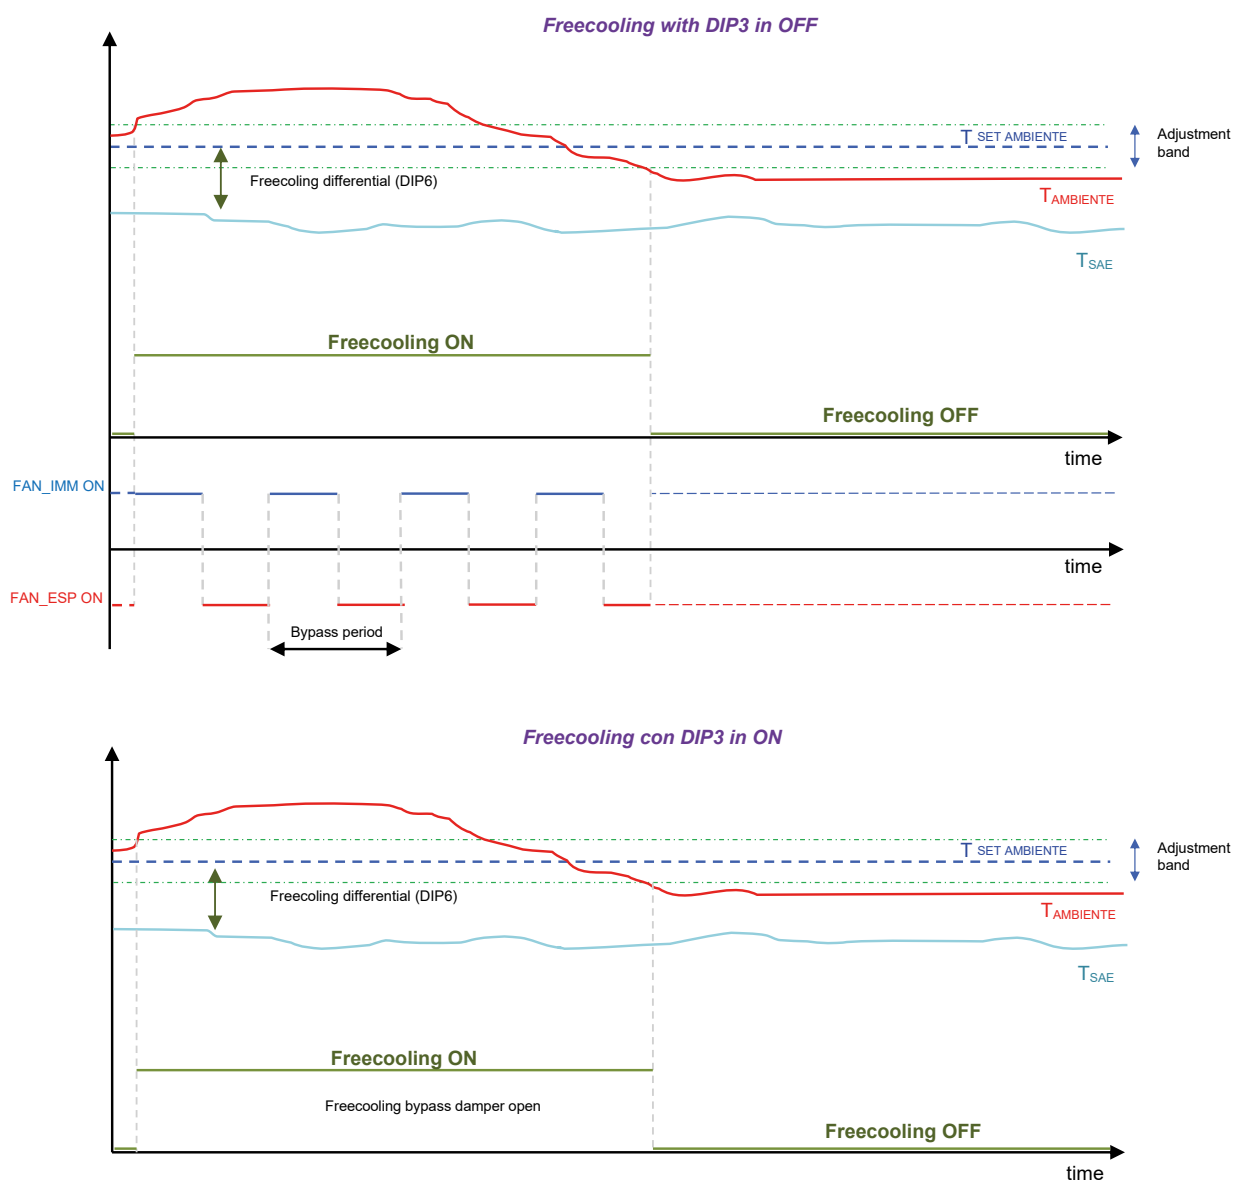 Freecooling with DIP3 in OFF
T SET AMBIENTE
Adjustment
band
Freecoling differential (DIP6)
TAMBIENTE
TSAE
Freecooling ON
Freecooling OFF
time
FAN_IMM ON
time
FAN_ESP ON
Bypass period
Freecooling con DIP3 in ON
T SET AMBIENTE
Adjustment
band
Freecoling differential (DIP6)
TAMBIENTE
TSAE
Freecooling ON
Freecooling bypass damper open
Freecooling OFF
time